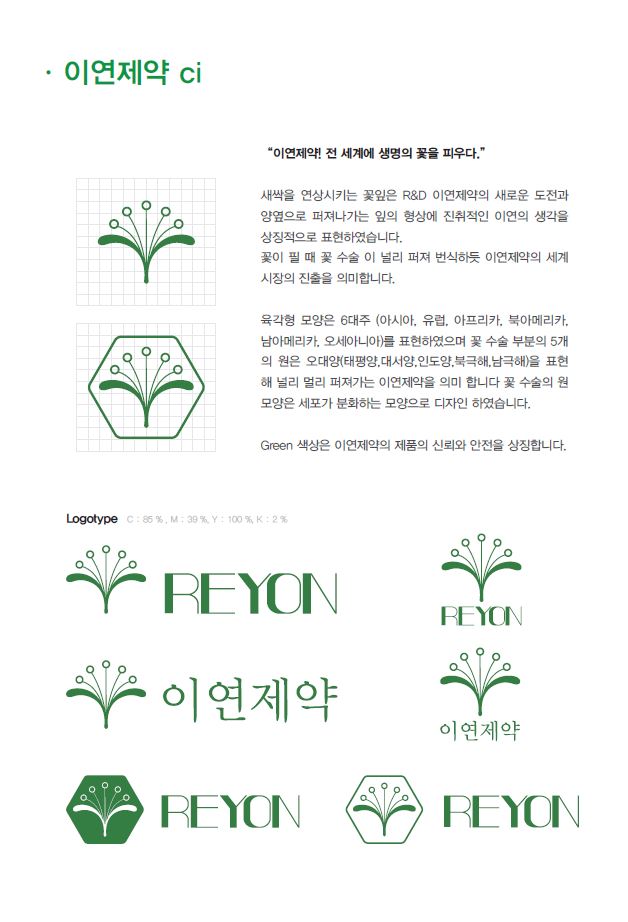 · 이연제약 Ci
“이연제약! 전 세계에 생명의 꽃을 피우다.”
새싹을 연상시키는 꽃잎은 R&D 이연제약의 새로운 도전과
양옆으로 퍼져나가는 잎의 형상에 진취적인 이연의 생각을
상징적으로 표현하였습니다.
꽃이 필 때 꽃 수술 이 널리 퍼져 번식하듯 이연제약의 세계
시장의 진출을 의미합니다.
육각형 모양은 6대주 (아시아, 유럽, 아프리카, 북아메리카,
남아메리카, 오세아니아)를 표현하였으며 꽃 수술 부분의 5개
의 원은 오대양(태평양,대서양,인도양,북극해,남극해)을 표현
해 널리 멀리 퍼져가는 이연제약을 의미 합니다 꽃 수술의 원
모양은 세포가 분화하는 모양으로 디자인 하였습니다.
Green 색상은 이연제약의 제품의 신뢰와 안전을 상징합니다.
Logotype C : 85 % , M : 39 %, Y : 100 %, K : 2 %
REYON
REYON
이연제약
이연제약
REYON
REYON